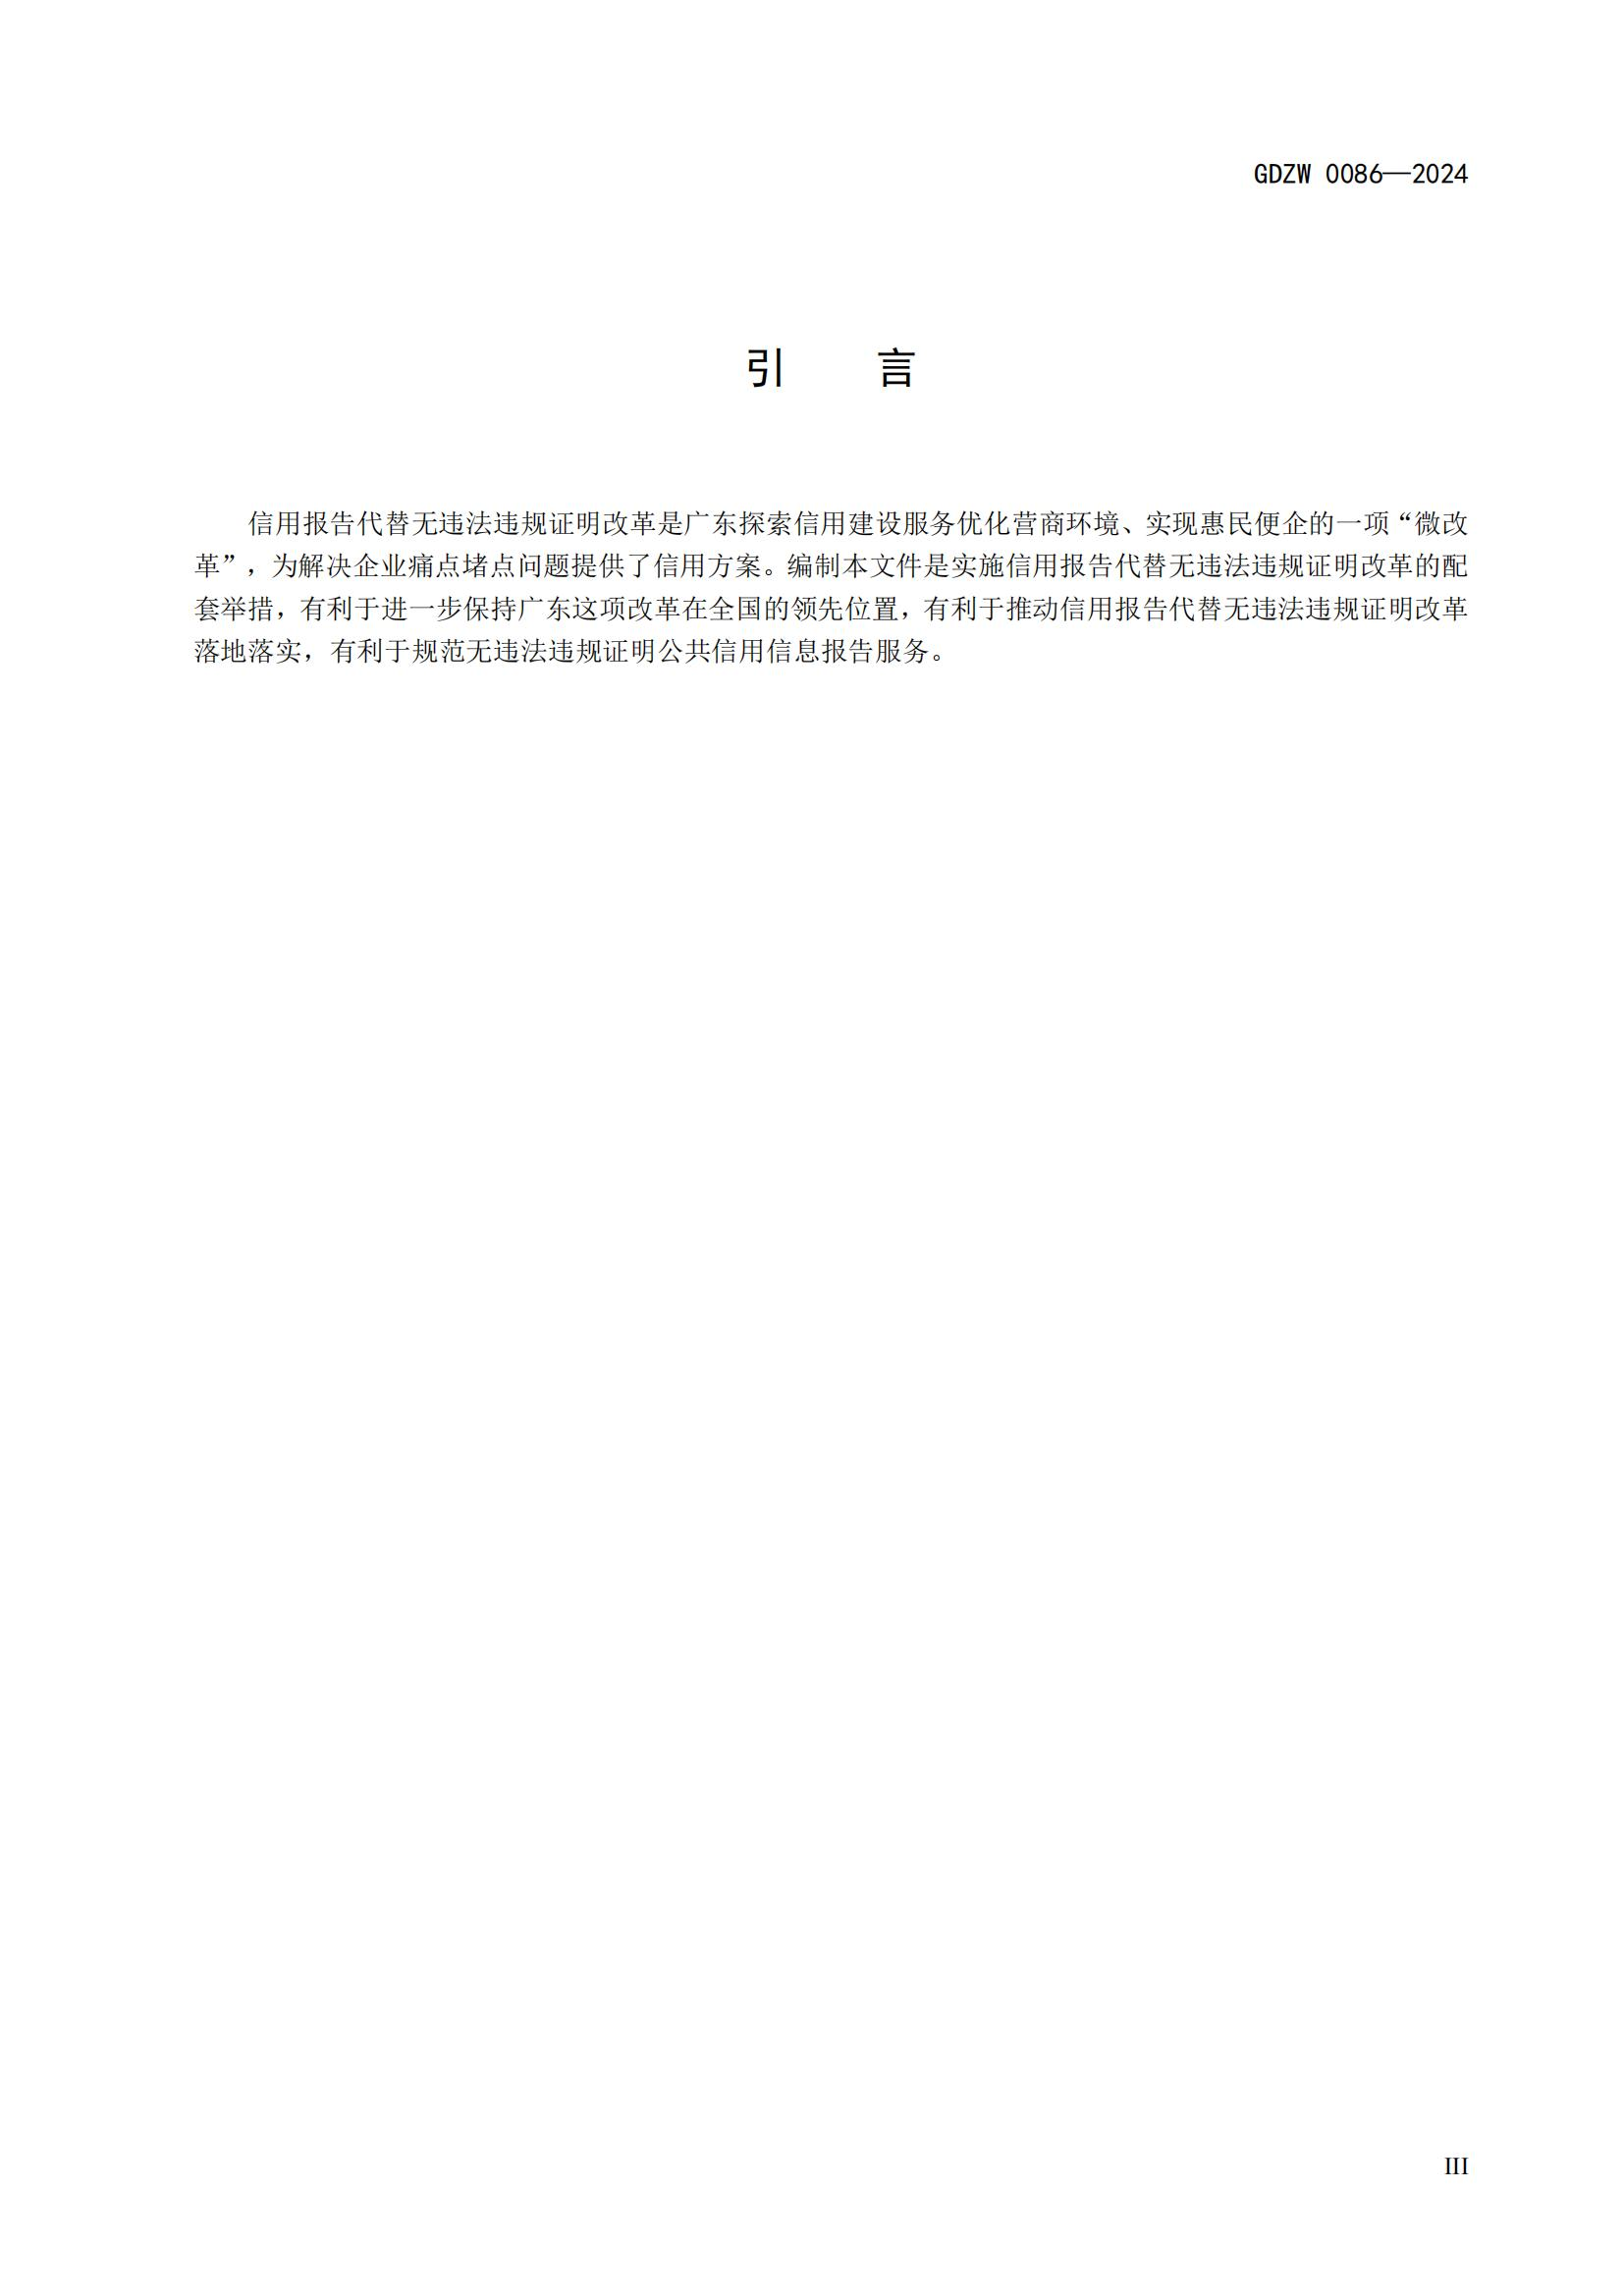 GDZW 0086—2024
引　　言
信用报告代替无违法违规证明改革是广东探索信用建设服务优化营商环境、实现惠民便企的一项“微改
革”，为解决企业痛点堵点问题提供了信用方案。编制本文件是实施信用报告代替无违法违规证明改革的配
套举措，有利于进一步保持广东这项改革在全国的领先位置，有利于推动信用报告代替无违法违规证明改革
落地落实，有利于规范无违法违规证明公共信用信息报告服务。
III